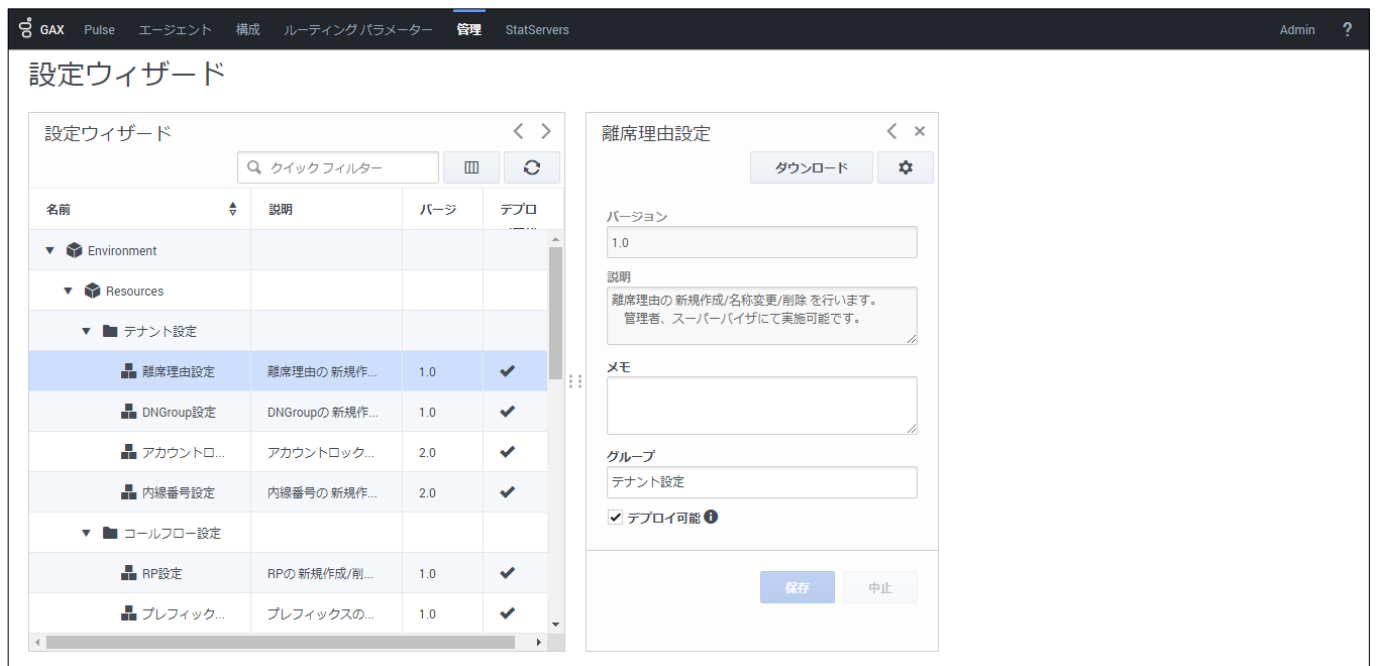 GAX Pulse エージェント 構成 ルーティング パラメーター 管理 StatServers Admin ?
設定ウィザード
設定ウィザード
クイック フィルター
名前 説明 バージ デプロ
Environment
Resources
テナント設定
離席理由設定 離席理由の 新規作... 1.0
DNGroup設定 DNGroupの 新規作... 1.0
アカウントロ... アカウントロック... 2.0
内線番号設定 内線番号の 新規作... 2.0
コールフロー設定
RP設定 RPの 新規作成/削... 1.0
プレフィック... プレフィックスの... 1.0
離席理由設定
ダウンロード
バージョン
1.0
説明
離席理由の 新規作成/名称変更/削除 を行います。
管理者、スーパーバイザにて実施可能です。
メモ
グループ
テナント設定
デプロイ可能
保存 中止